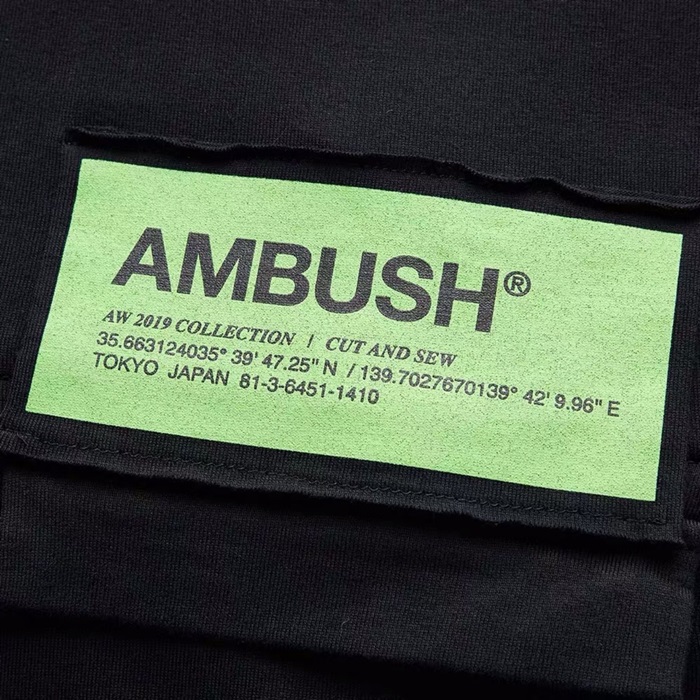 AMBUSH®
AW 2019 COLLECTION | CUT AND SEW
35.663124035° 39' 47.25" N / 139.7027670139° 42' 9.96" E
TOKYO JAPAN 81-3-6451-1410